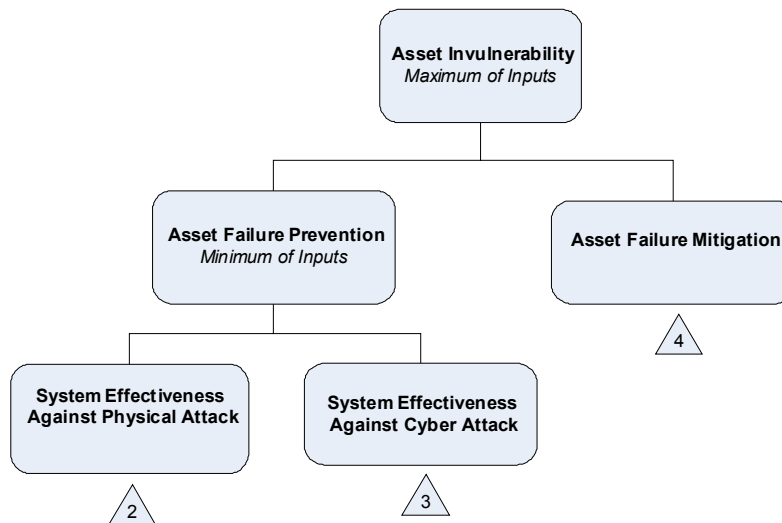 Asset Invulnerability
Maximum of Inputs
Asset Failure Prevention
Minimum of Inputs
Asset Failure Mitigation
4
System Effectiveness
Against Physical Attack
System Effectiveness
Against Cyber Attack
2
3